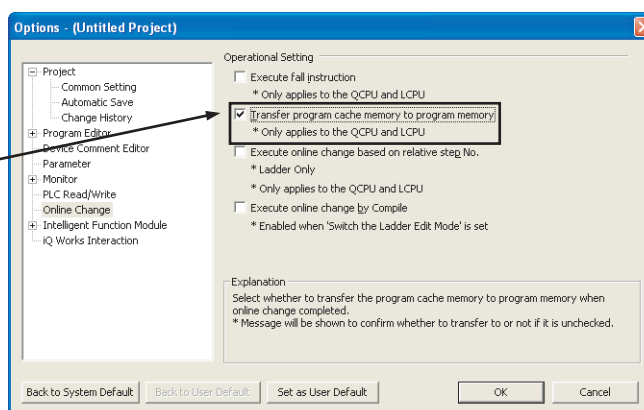 Options - (Untitled Project)
Project
Common Setting
Automatic Save
Change History
Program Editor
Device Comment Editor
Parameter
Monitor
PLC Read/Write
Online Change
Intelligent Function Module
iQ Works Interaction
Operational Setting
Execute fall instruction
* Only applies to the QCPU and LCPU
Transfer program cache memory to program memory
* Only applies to the QCPU and LCPU
Execute online change based on relative step No.
* Ladder Only
* Only applies to the QCPU and LCPU
Execute online change by Compile
* Enabled when 'Switch the Ladder Edit Mode' is set
Explanation
Select whether to transfer the program cache memory to program memory when
online change completed.
* Message will be shown to confirm whether to transfer to or not if it is unchecked.
Back to System Default
Back to User Default
Set as User Default
OK
Cancel